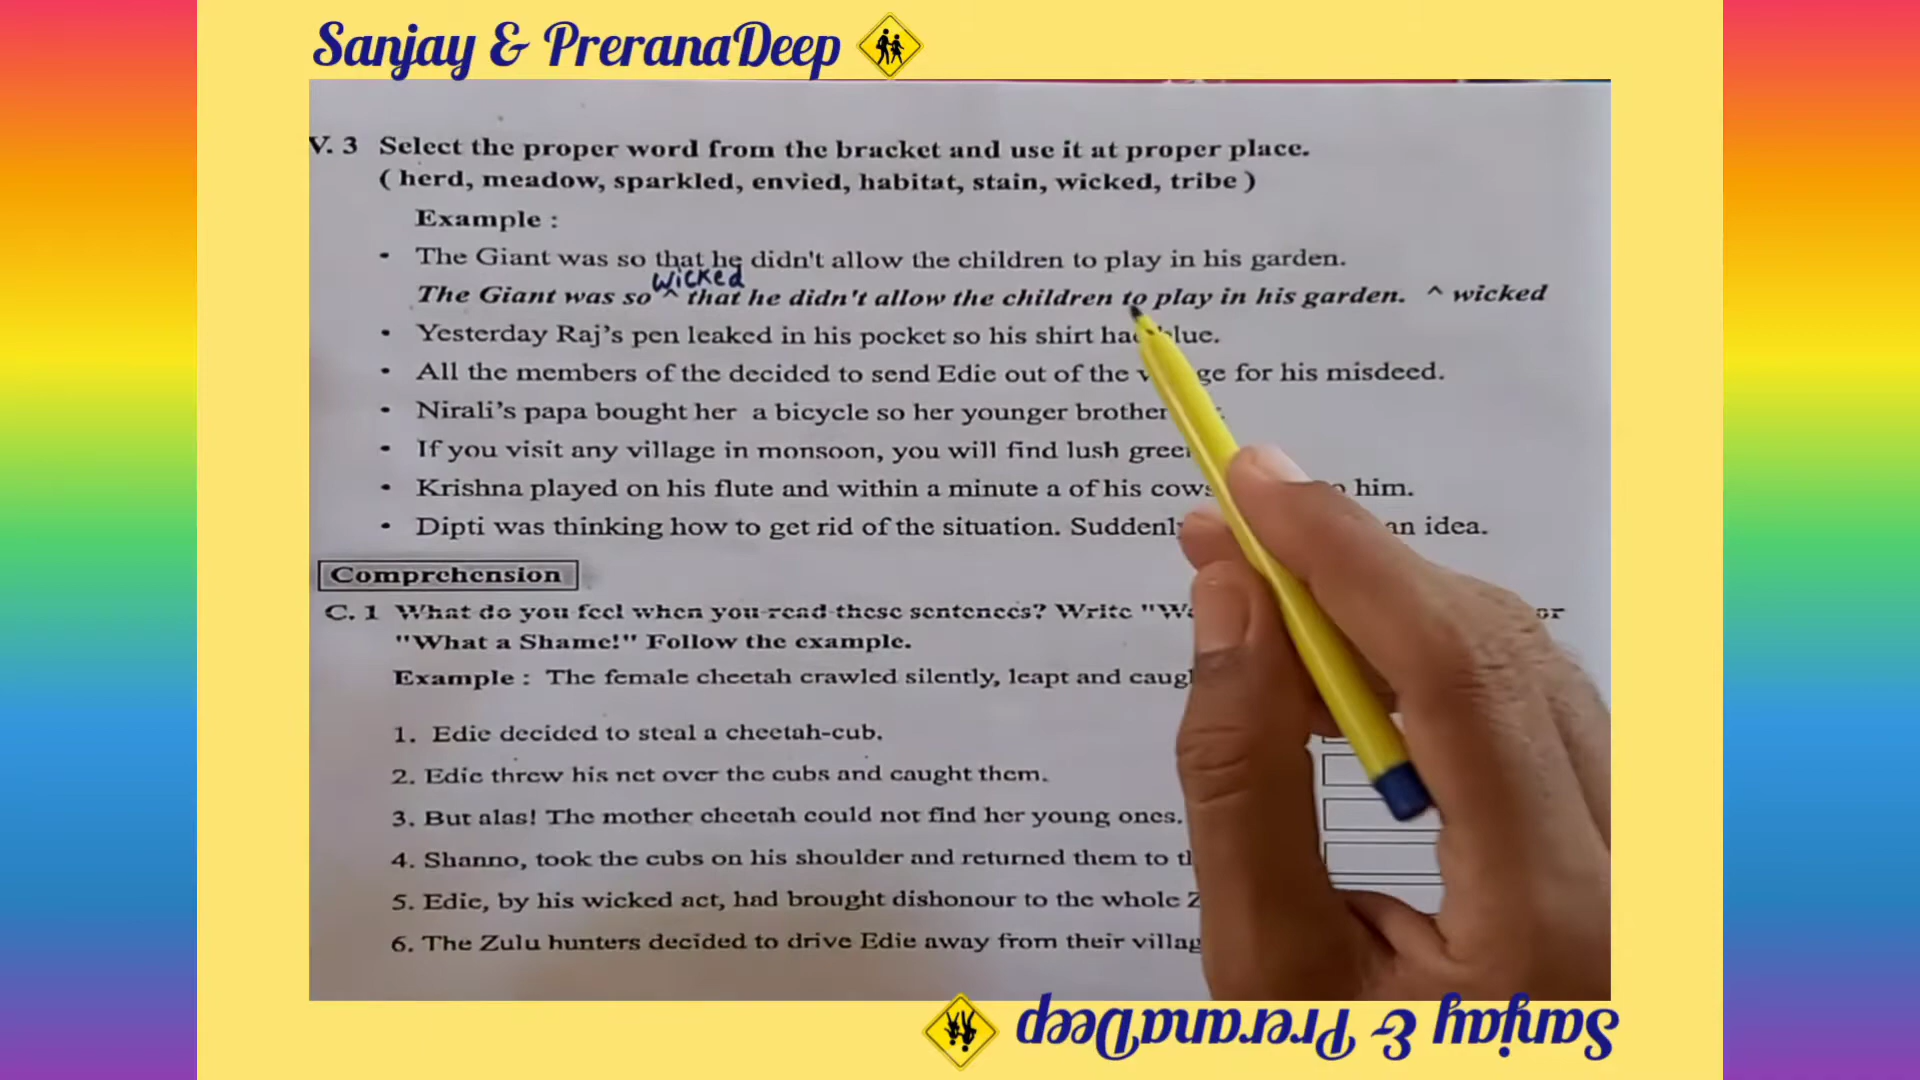 Sanjay & PreranaDeep
V. 3 Select the proper word from the bracket and use it at proper place.
( herd, meadow, sparkled, envied, habitat, stain, wicked, tribe )
Example :
• The Giant was so that he didn't allow the children to play in his garden.
wicked
The Giant was so ^ that he didn't allow the children to play in his garden. ^ wicked
• Yesterday Raj's pen leaked in his pocket so his shirt had blue.
• All the members of the decided to send Edie out of the for his misdeed.
• Nirali's papa bought her a bicycle so her younger brother
• If you visit any village in monsoon, you will find lush green
• Krishna played on his flute and within a minute a of his cows him.
• Dipti was thinking how to get rid of the situation. Suddenly an idea.
Comprehension
C. 1 What do you feel when you read these sentences? Write " or
"What a Shame!" Follow the example.
Example : The female cheetah crawled silently, leapt and
1. Edie decided to steal a cheetah-cub.
2. Edie threw his net over the cubs and caught them.
3. But alas! The mother cheetah could not find her young ones.
4. Shanno, took the cubs on his shoulder and returned them to
5. Edie, by his wicked act, had brought dishonour to the whole
6. The Zulu hunters decided to drive Edie away from their
Sanjay & PreranaDeep